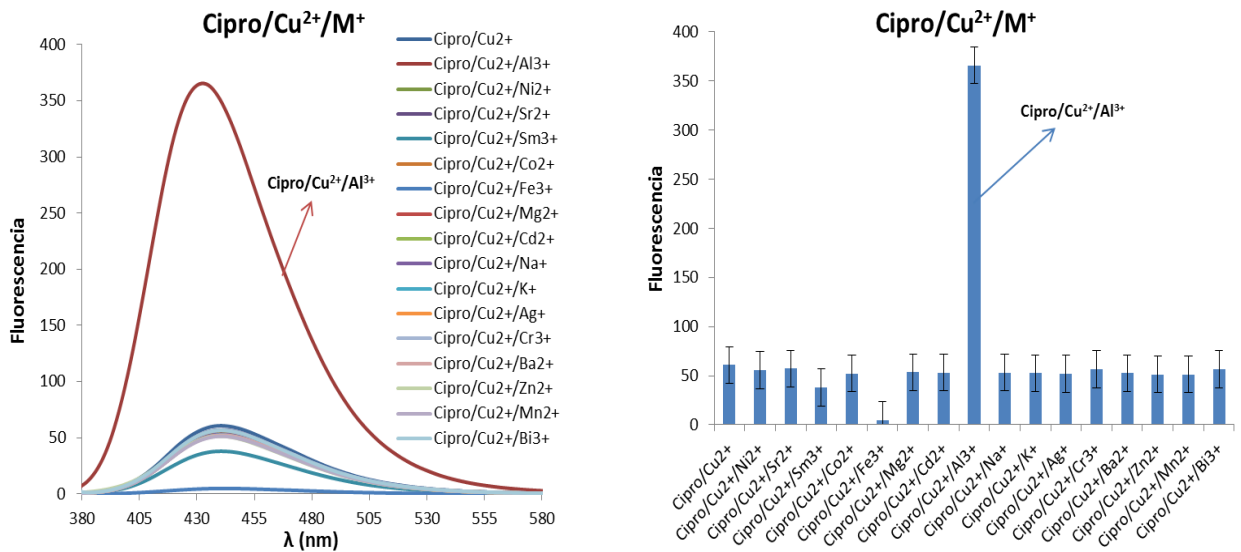 Cipro/Cu²⁺/M⁺
400
350
300
250
200
150
100
50
0
Fluorescencia
380
405
430
455
480
505
530
555
580
λ (nm)
Cipro/Cu²⁺/Al³⁺
Cipro/Cu2+
Cipro/Cu2+/Al3+
Cipro/Cu2+/Ni2+
Cipro/Cu2+/Sr2+
Cipro/Cu2+/Sm3+
Cipro/Cu2+/Co2+
Cipro/Cu2+/Fe3+
Cipro/Cu2+/Mg2+
Cipro/Cu2+/Cd2+
Cipro/Cu2+/Na+
Cipro/Cu2+/K+
Cipro/Cu2+/Ag+
Cipro/Cu2+/Cr3+
Cipro/Cu2+/Ba2+
Cipro/Cu2+/Zn2+
Cipro/Cu2+/Mn2+
Cipro/Cu2+/Bi3+
Cipro/Cu²⁺/M⁺
400
350
300
250
200
150
100
50
0
Fluorescencia
Cipro/Cu²⁺/Al³⁺
Cipro/Cu2+
Cipro/Cu2+/Ni2+
Cipro/Cu2+/Sr2+
Cipro/Cu2+/Sm3+
Cipro/Cu2+/Co2+
Cipro/Cu2+/Fe3+
Cipro/Cu2+/Mg2+
Cipro/Cu2+/Cd2+
Cipro/Cu2+/Al3+
Cipro/Cu2+/Na+
Cipro/Cu2+/K+
Cipro/Cu2+/Ag+
Cipro/Cu2+/Cr3+
Cipro/Cu2+/Ba2+
Cipro/Cu2+/Zn2+
Cipro/Cu2+/Mn2+
Cipro/Cu2+/Bi3+